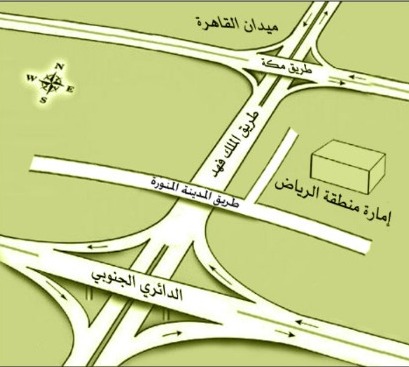 ميدان القاهرة
طريق مكة
N
W
E
S
طريق الملك فهد
طريق المدينة المنورة
إمارة منطقة الرياض
الدائري الجنوبي